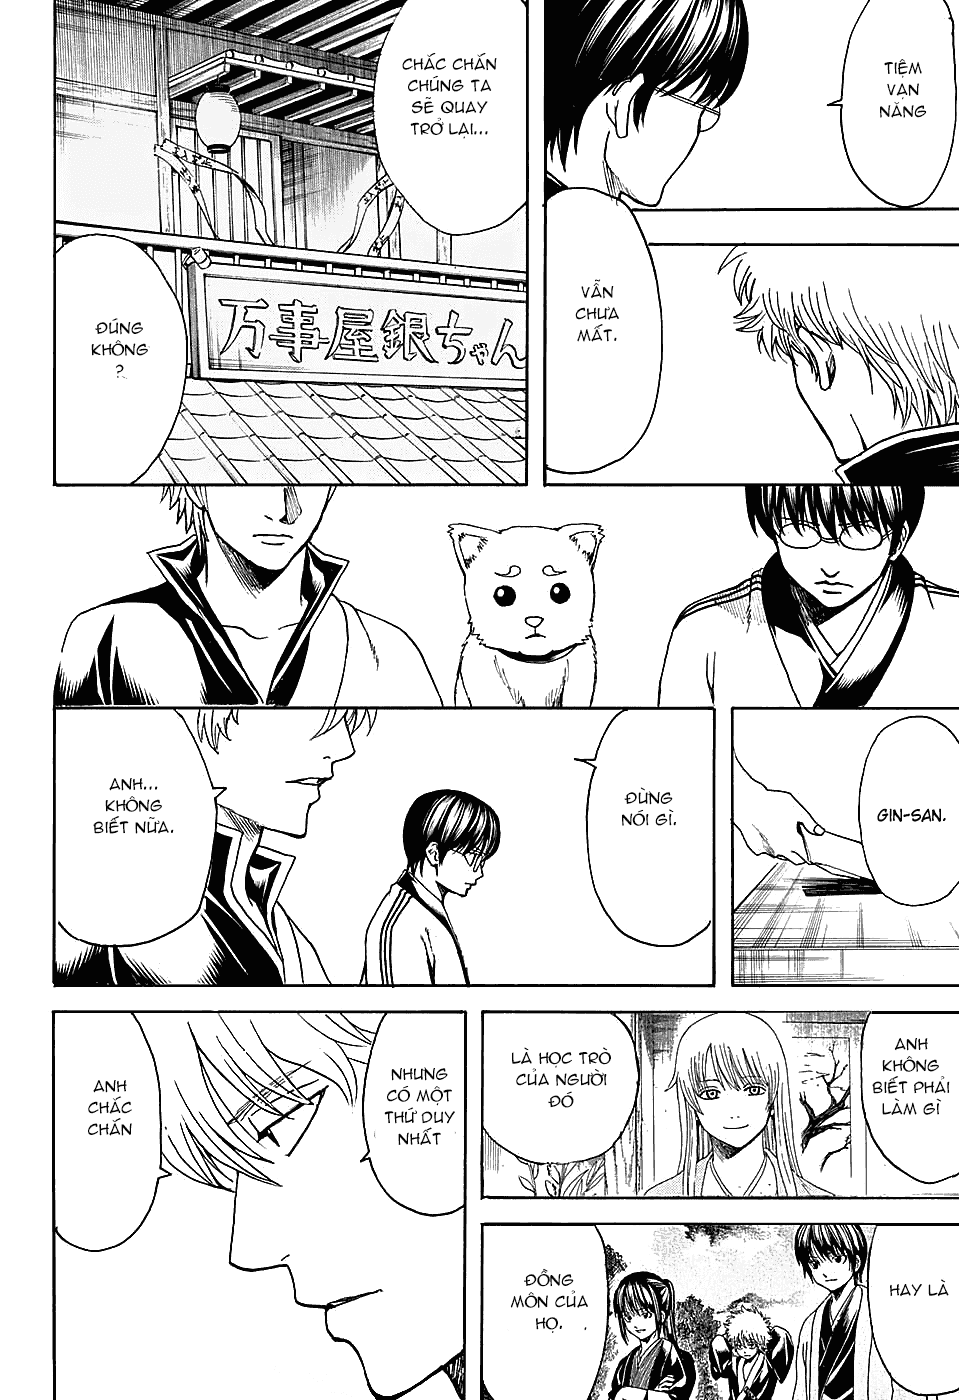 TIỆM
VẠN
NĂNG
VẪN
CHƯA
MẤT.
CHẮC CHẮN
CHÚNG TA
SẼ QUAY
TRỞ LẠI...
万事屋銀ちゃん
ĐÚNG
KHÔNG
?
GIN-SAN.
ĐỪNG
NÓI GÌ.
ANH...
KHÔNG
BIẾT NỮA.
ANH
KHÔNG
BIẾT PHẢI
LÀM GÌ
LÀ HỌC TRÒ
CỦA NGƯỜI
ĐÓ
HAY LÀ
ĐỒNG
MÔN CỦA
HỌ.
NHƯNG
CÓ MỘT
THỨ DUY
NHẤT
ANH
CHẮC
CHẮN